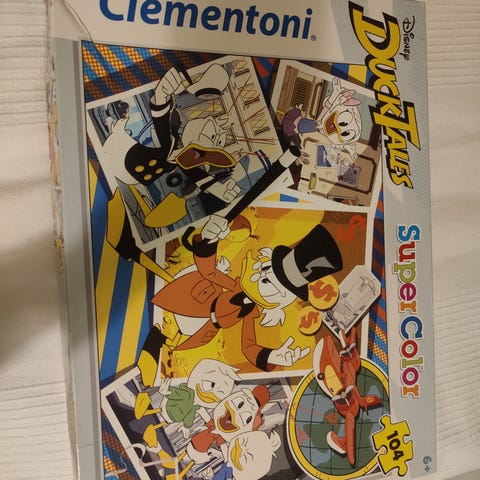 Clementoni®
Disney
DUCKTALES
SuperColor
104
6+
$
$